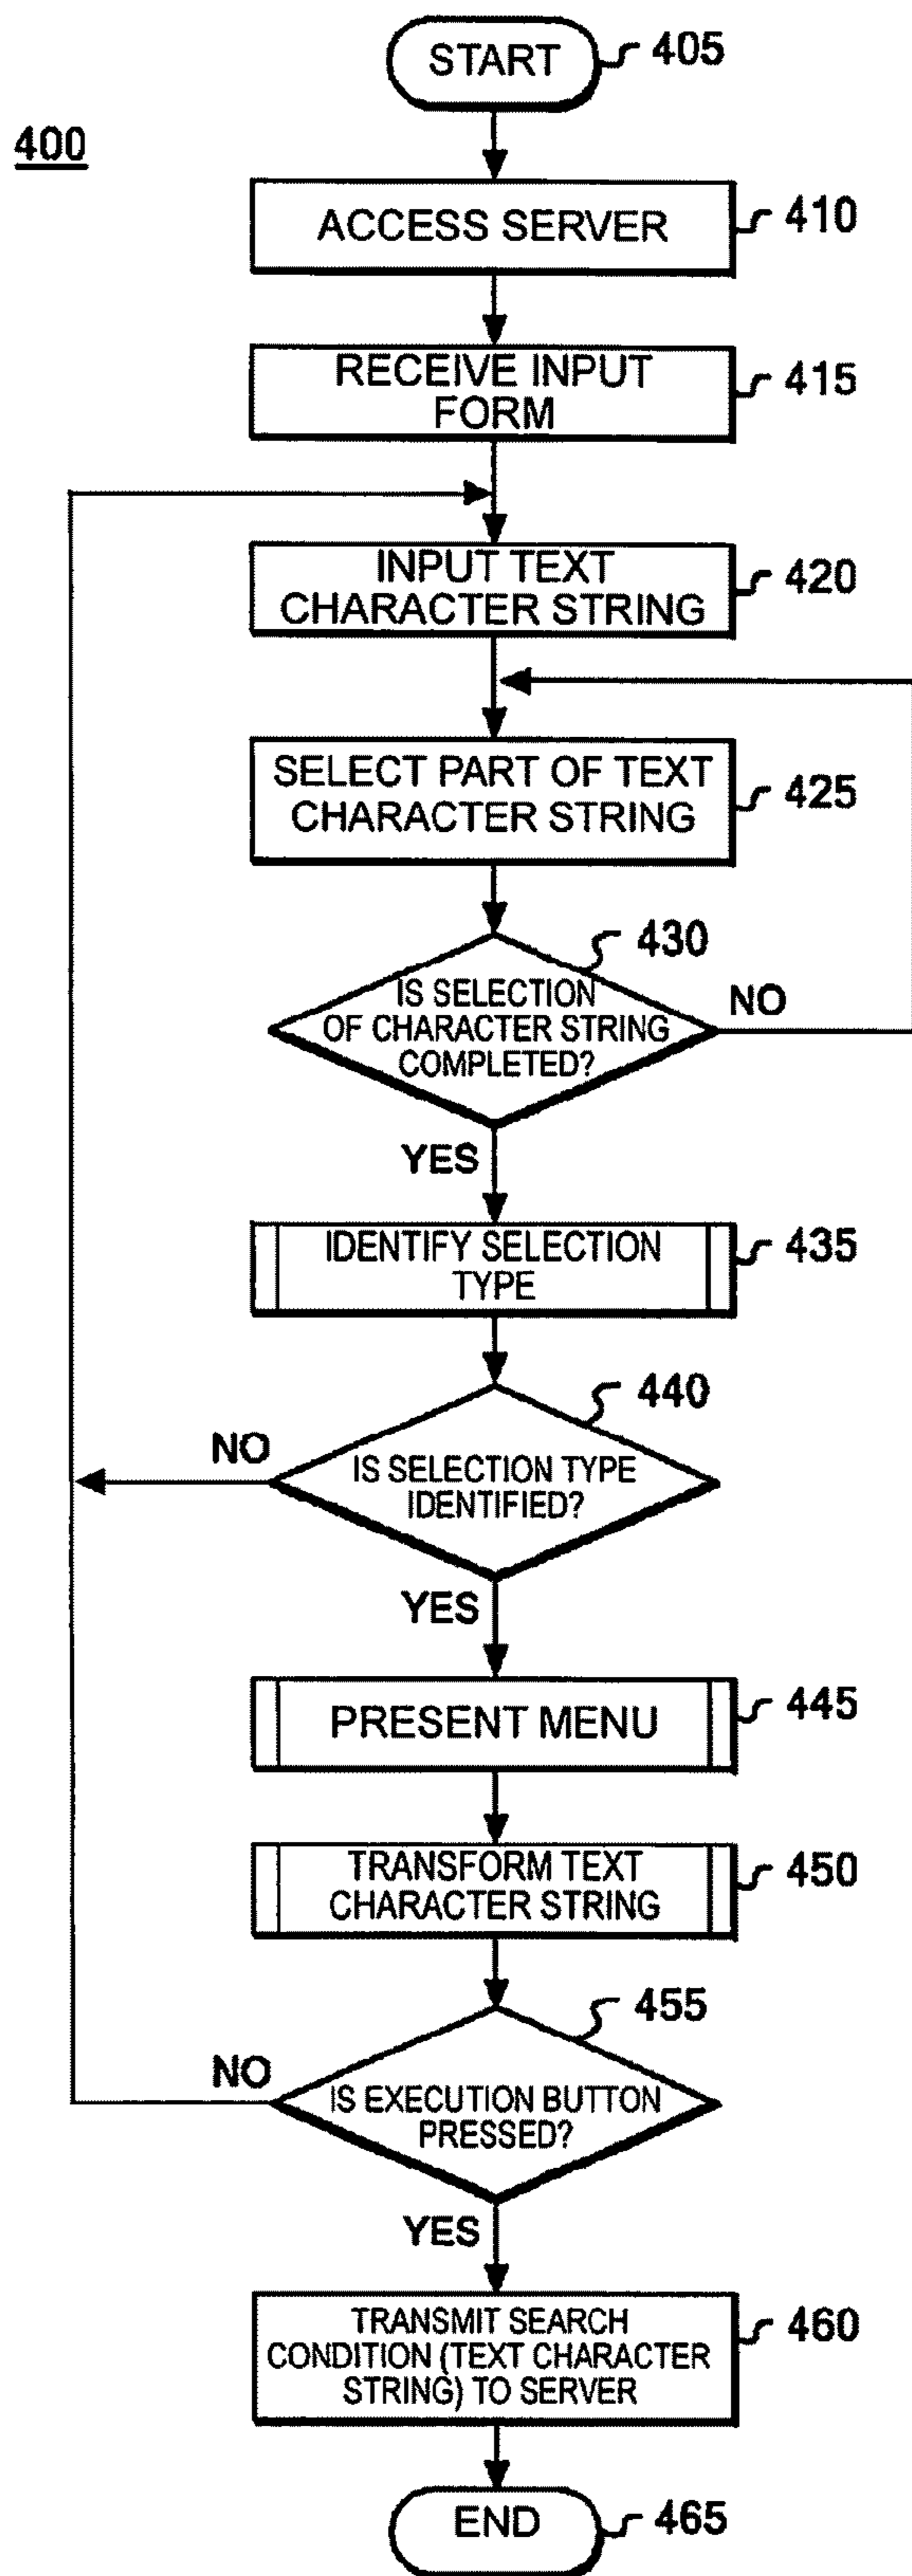 START
405
400
ACCESS SERVER
410
RECEIVE INPUT
FORM
415
INPUT TEXT
CHARACTER STRING
420
SELECT PART OF TEXT
CHARACTER STRING
425
430
IS SELECTION
OF CHARACTER STRING
COMPLETED?
NO
YES
IDENTIFY SELECTION
TYPE
435
440
NO
IS SELECTION TYPE
IDENTIFIED?
YES
PRESENT MENU
445
TRANSFORM TEXT
CHARACTER STRING
450
455
NO
IS EXECUTION BUTTON
PRESSED?
YES
TRANSMIT SEARCH
CONDITION (TEXT CHARACTER
STRING) TO SERVER
460
END
465